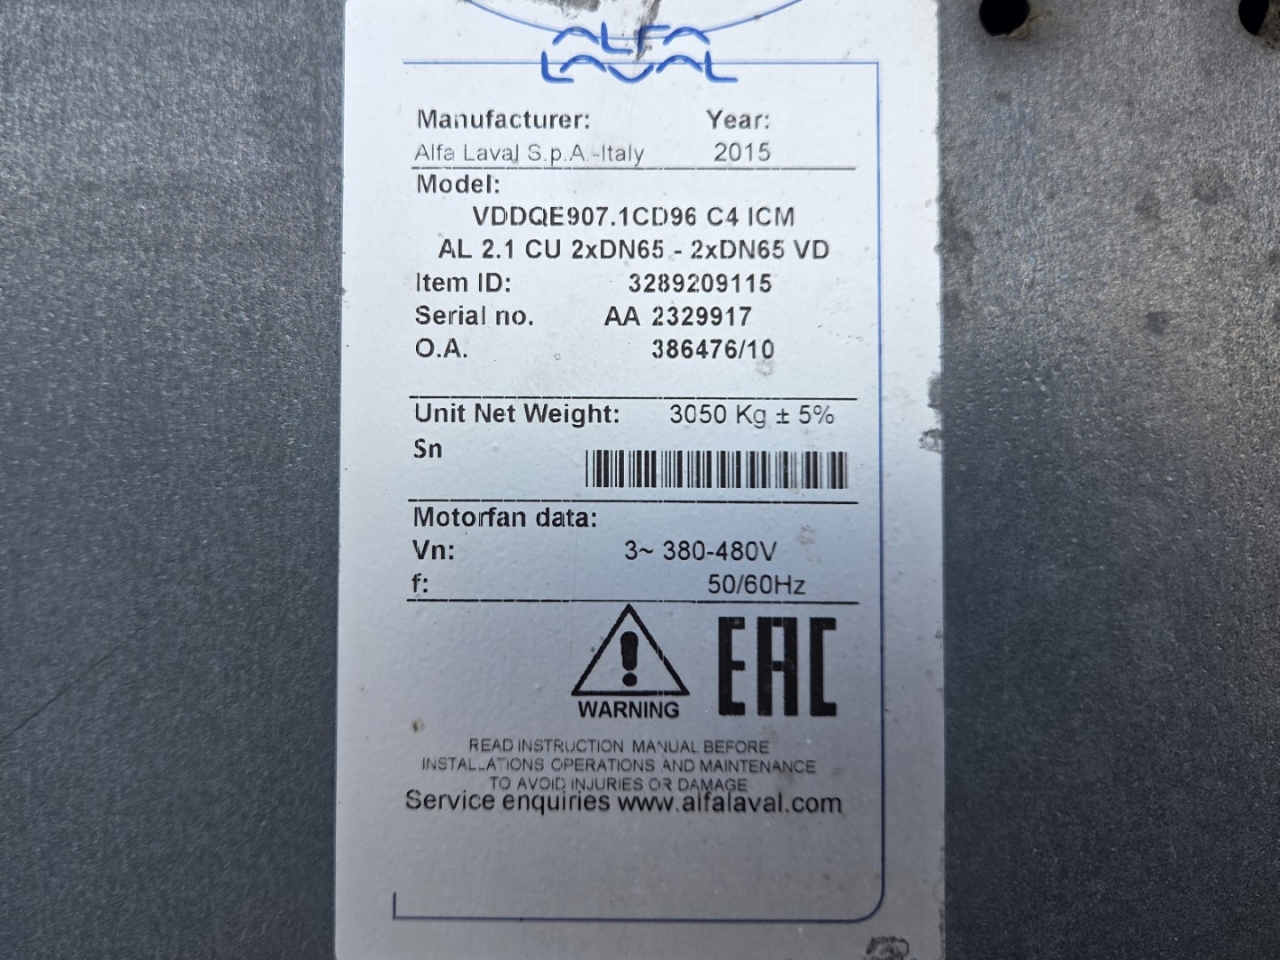 ALFA
LAVAL
Manufacturer: Year:
Alfa Laval S.p.A.-Italy 2015
Model:
VDDQE907.1CD96 C4 ICM
AL 2.1 CU 2xDN65 - 2xDN65 VD
Item ID: 3289209115
Serial no. AA 2329917
O.A. 386476/10
Unit Net Weight: 3050 Kg ± 5%
Sn
Motorfan data:
Vn: 3~ 380-480V
f: 50/60Hz
WARNING
EAC
READ INSTRUCTION MANUAL BEFORE
INSTALLATIONS OPERATIONS AND MAINTENANCE
TO AVOID INJURIES OR DAMAGE
Service enquiries www.alfalaval.com